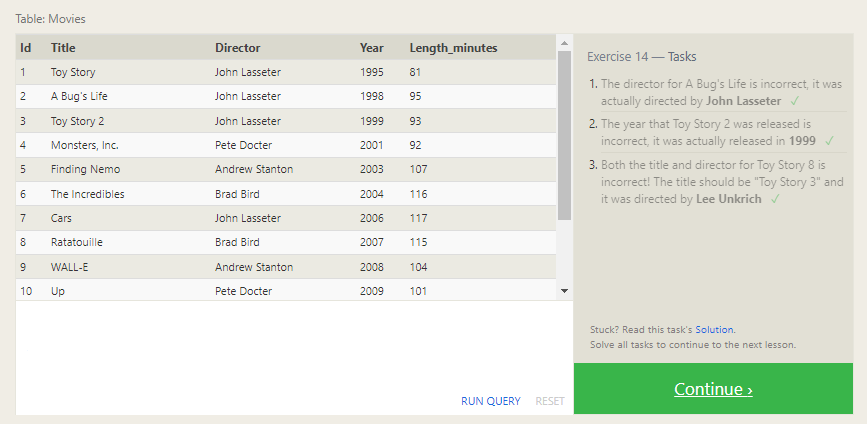 Table: Movies
Id Title Director Year Length_minutes
1 Toy Story John Lasseter 1995 81
2 A Bug's Life John Lasseter 1998 95
3 Toy Story 2 John Lasseter 1999 93
4 Monsters, Inc. Pete Docter 2001 92
5 Finding Nemo Andrew Stanton 2003 107
6 The Incredibles Brad Bird 2004 116
7 Cars John Lasseter 2006 117
8 Ratatouille Brad Bird 2007 115
9 WALL-E Andrew Stanton 2008 104
10 Up Pete Docter 2009 101
RUN QUERY RESET
Exercise 14 — Tasks
1. The director for A Bug's Life is incorrect, it was
actually directed by John Lasseter ✓
2. The year that Toy Story 2 was released is
incorrect, it was actually released in 1999 ✓
3. Both the title and director for Toy Story 8 is
incorrect! The title should be "Toy Story 3" and
it was directed by Lee Unkrich ✓
Stuck? Read this task's Solution.
Solve all tasks to continue to the next lesson.
Continue ›